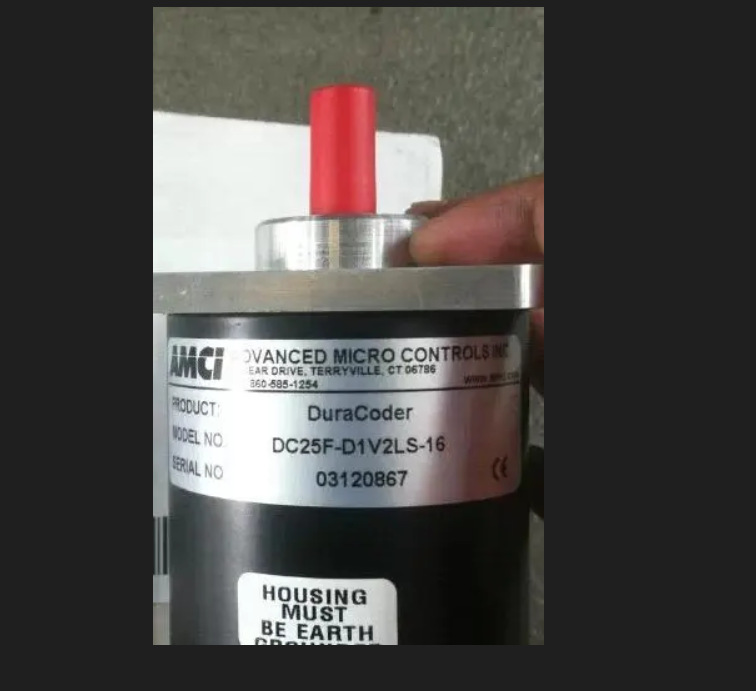 AMCI ADVANCED MICRO CONTROLS INC
EAR DRIVE, TERRYVILLE, CT 06786
860-585-1254
PRODUCT: DuraCoder
MODEL NO DC25F-D1V2LS-16
SERIAL NO 03120867 CE
HOUSING
MUST
BE EARTH